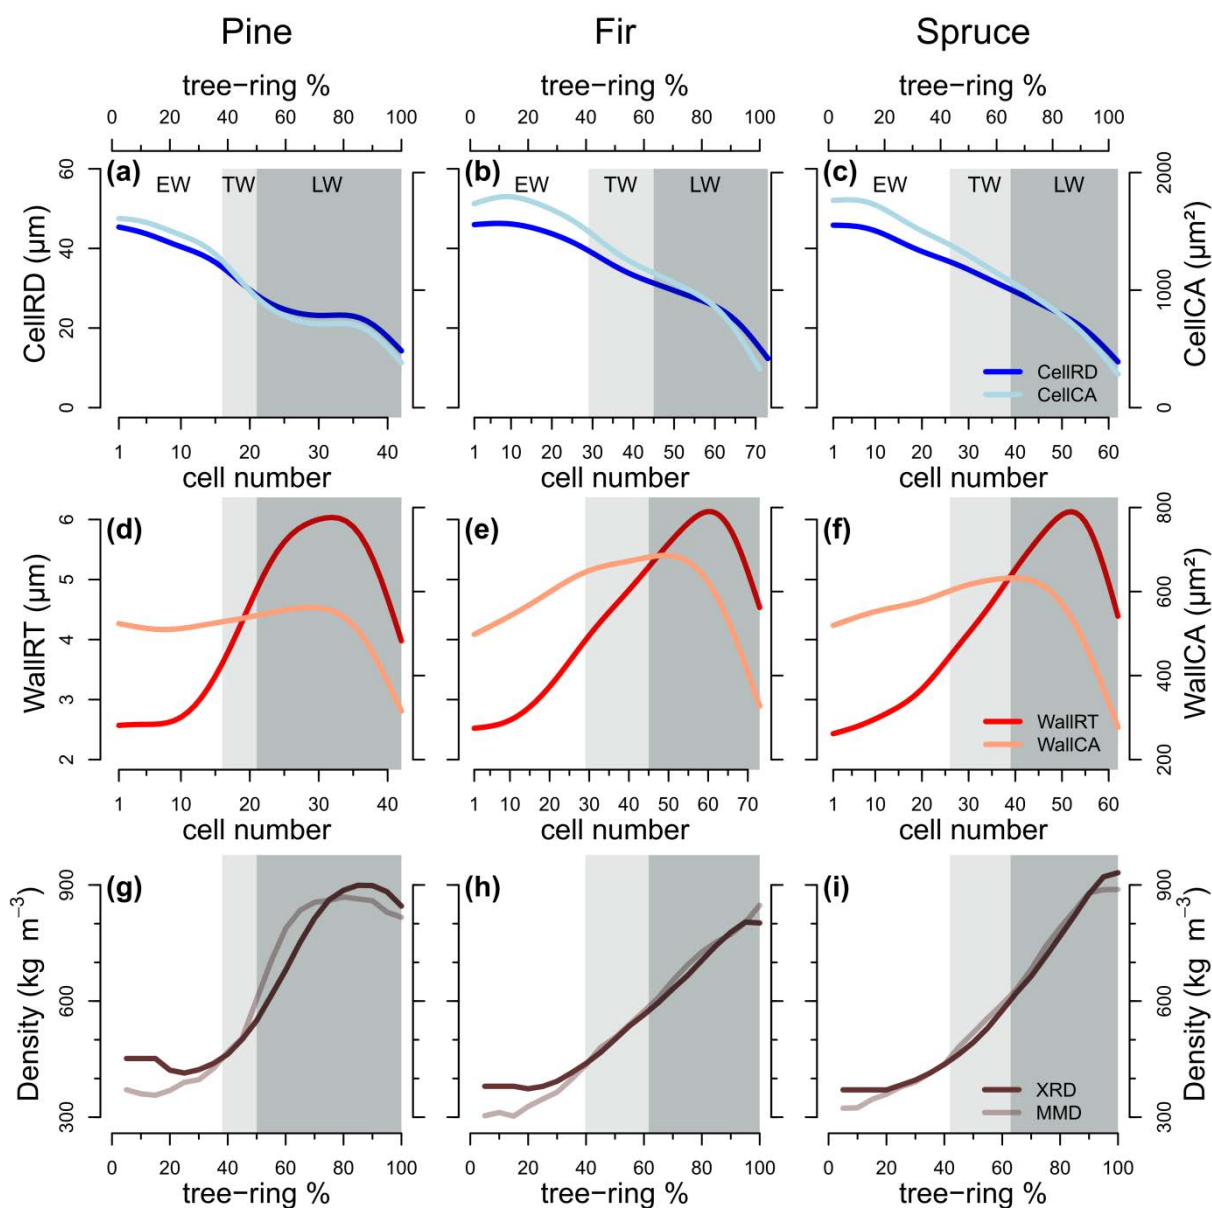 Pine Fir Spruce
tree−ring % tree−ring % tree−ring %
0 20 40 60 80 100 0 20 40 60 80 100 0 20 40 60 80 100
(a) EW TW LW (b) EW TW LW (c) EW TW LW
CellRD (µm)
0 20 40 60
CellCA (µm²)
0 1000 2000
CellRD
CellCA
1 10 20 30 40 1 10 20 30 40 50 60 70 1 10 20 30 40 50 60
cell number cell number cell number
(d) (e) (f)
WallRT (µm)
2 3 4 5 6
WallCA (µm²)
200 400 600 800
WallRT
WallCA
1 10 20 30 40 1 10 20 30 40 50 60 70 1 10 20 30 40 50 60
cell number cell number cell number
(g) (h) (i)
Density (kg m−3)
300 600 900
Density (kg m−3)
300 600 900
XRD
MMD
0 20 40 60 80 100 0 20 40 60 80 100 0 20 40 60 80 100
tree−ring % tree−ring % tree−ring %